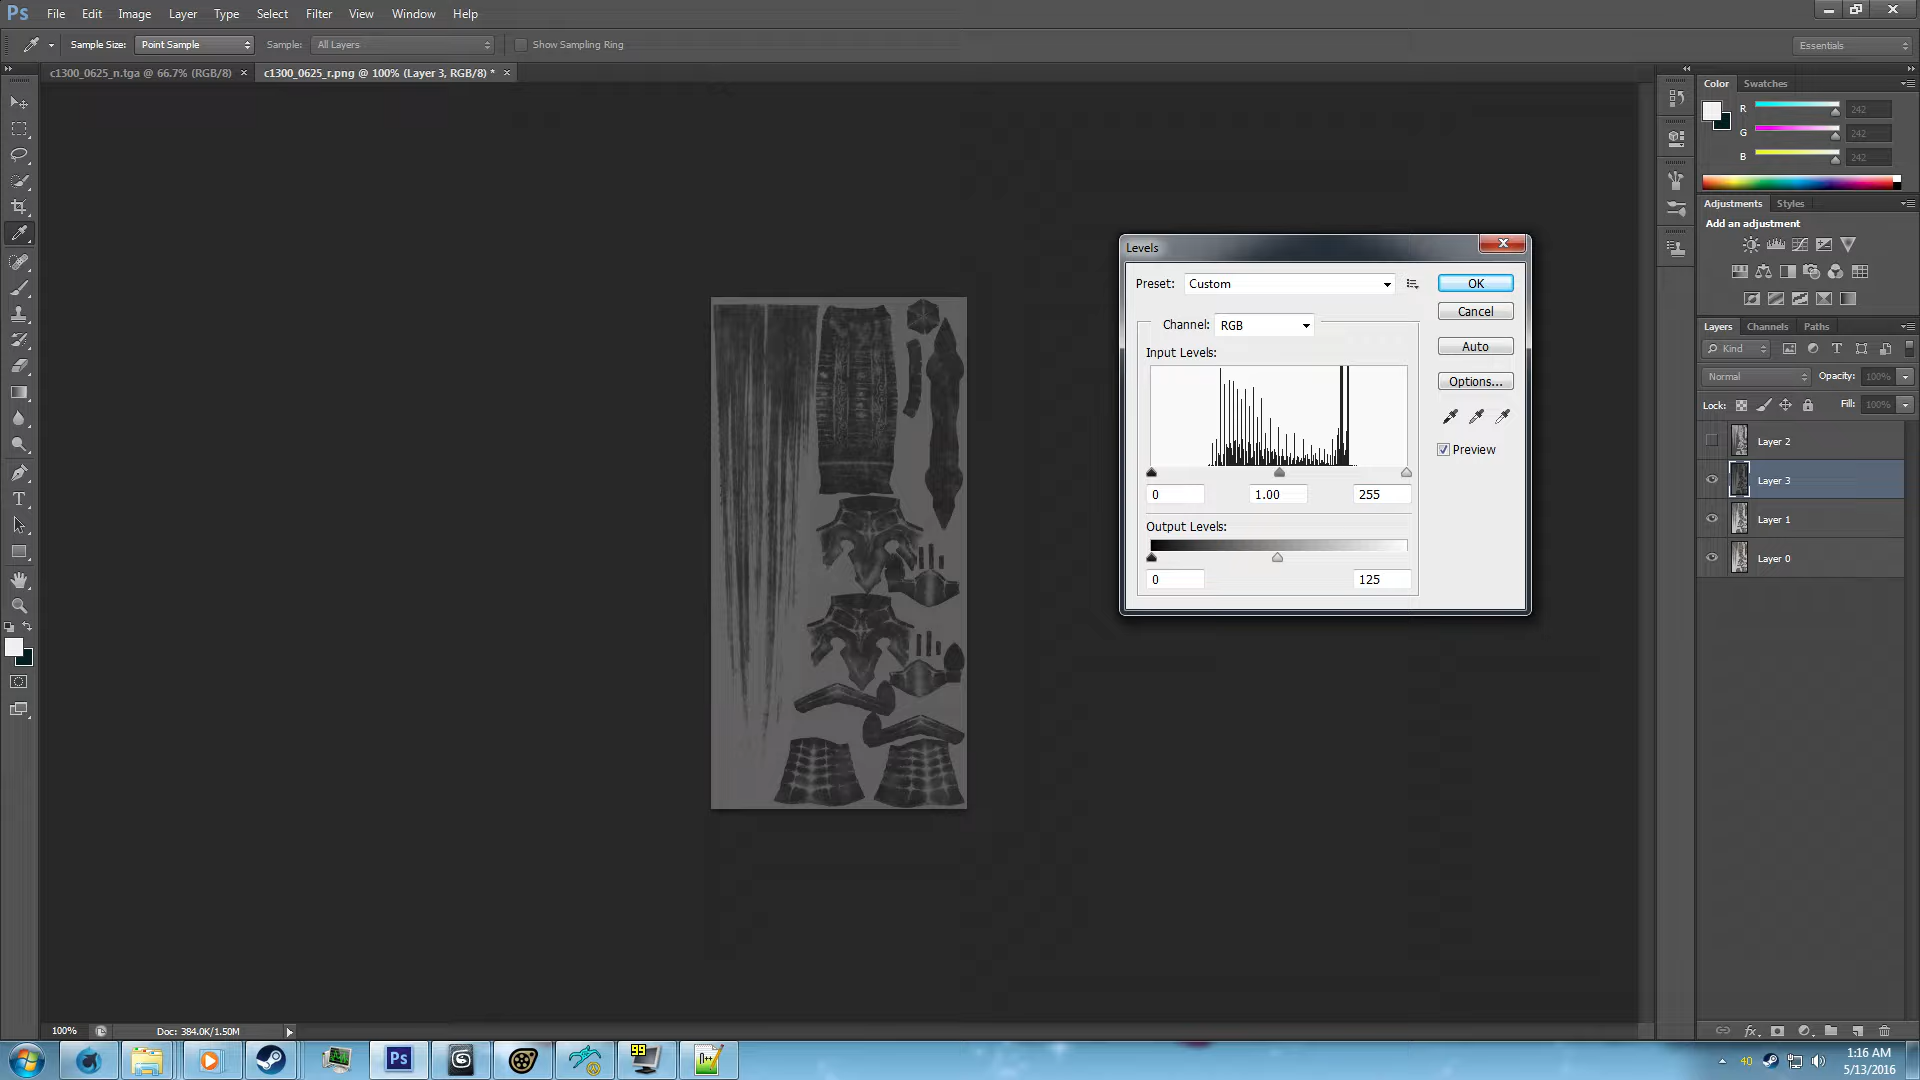 Ps File Edit Image Layer Type Select Filter Analysis View Window Help
Sample Size: Point Sample Sample: All Layers Show Sampling Ring Essentials
c1300_0625_n.tga @ 66.7% (RGB/8) × c1300_0625_r.png @ 100% (Layer 3, RGB/8) * ×
Color Swatches
R 242
G 242
B 242
Adjustments Styles
Add an adjustment
Levels
Preset: Custom OK
Cancel
Channel: RGB
Input Levels: Auto
Options...
Preview
0 1.00 255
Output Levels:
0 125
Layers Channels Paths
Kind
Normal Opacity: 100%
Lock: Fill: 100%
Layer 2
Layer 3
Layer 1
Layer 0
100% Doc: 384.0K/1.50M
Ps 99 40
1:16 AM
5/13/2016